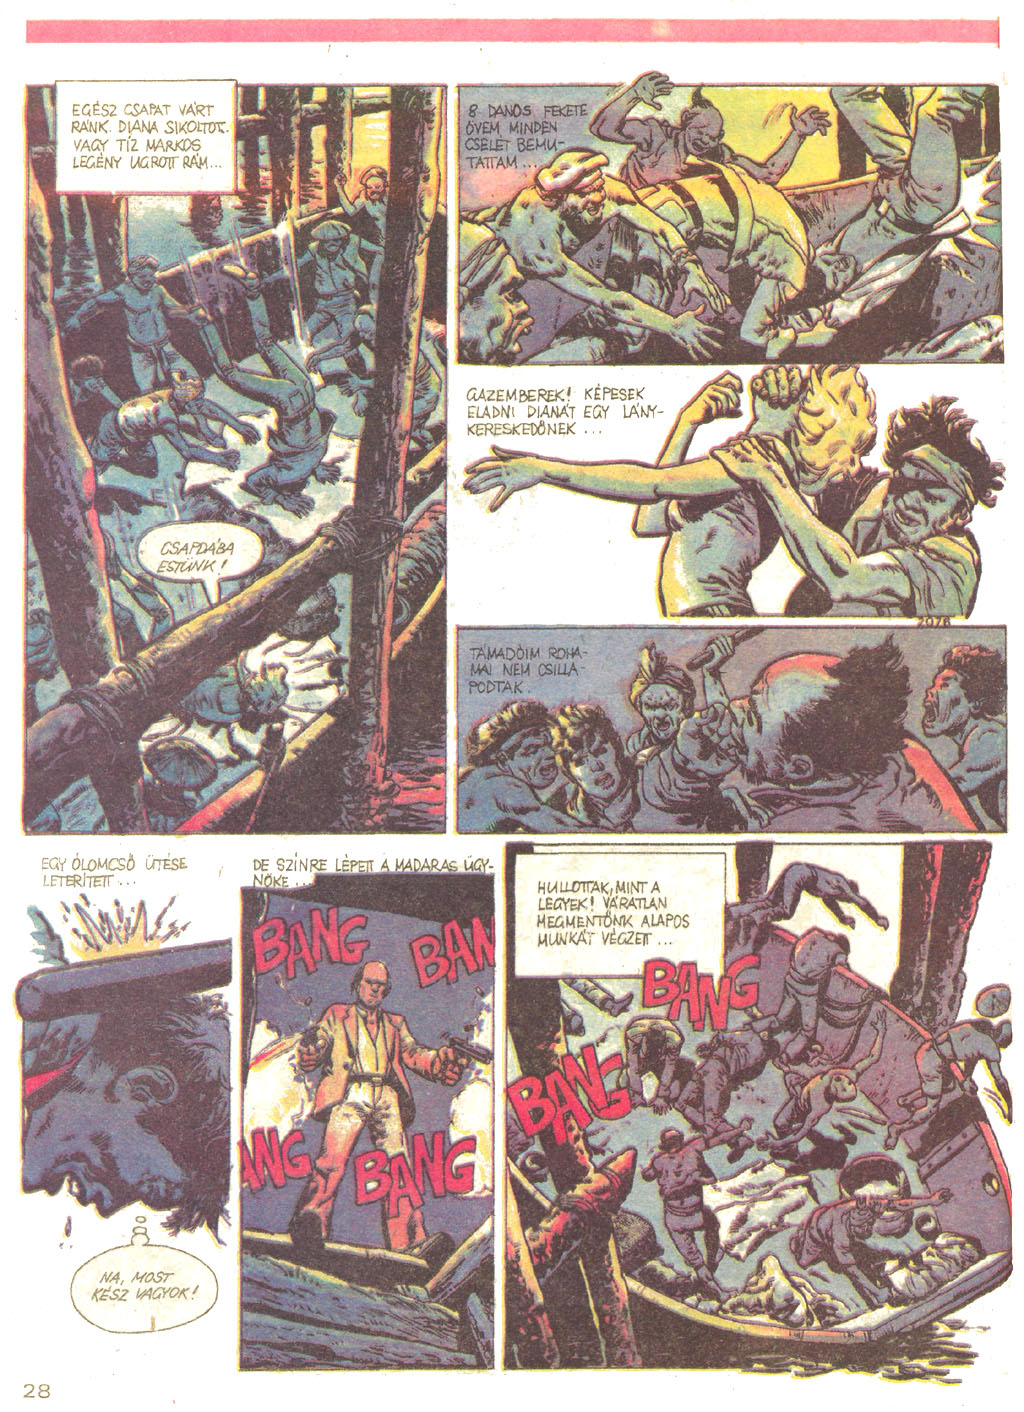 EGÉSZ CSAPAT VÁRT
RÁNK. DIANA SIKOLTOTT.
VAGY TÍZ MARKOS
LEGÉNY UGROTT RÁM...
CSAPDÁBA
ESTÜNK!
8 DANOS FEKETE
ÖVEM MINDEN
CSELÉT BEMU-
TATTAM...
GAZEMBEREK! KÉPESEK
ELADNI DIANÁT EGY LÁNY-
KERESKEDŐNEK ...
2076
TÁMADÓIM ROHA-
MAI NEM CSILLA-
PODTAK.
EGY ÓLOMCSŐ ÜTÉSE
LETERÍTETT...
NA, MOST
KÉSZ VAGYOK!
DE SZÍNRE LÉPETT A MADARAS ÜGY-
NÖKE...
BANG
BANG
ANG
BANG
HULLOTTAK, MINT A
LEGYEK! VÁRATLAN
MEGMENTŐNK ALAPOS
MUNKÁT VÉGZETT...
BANG
BANG
28